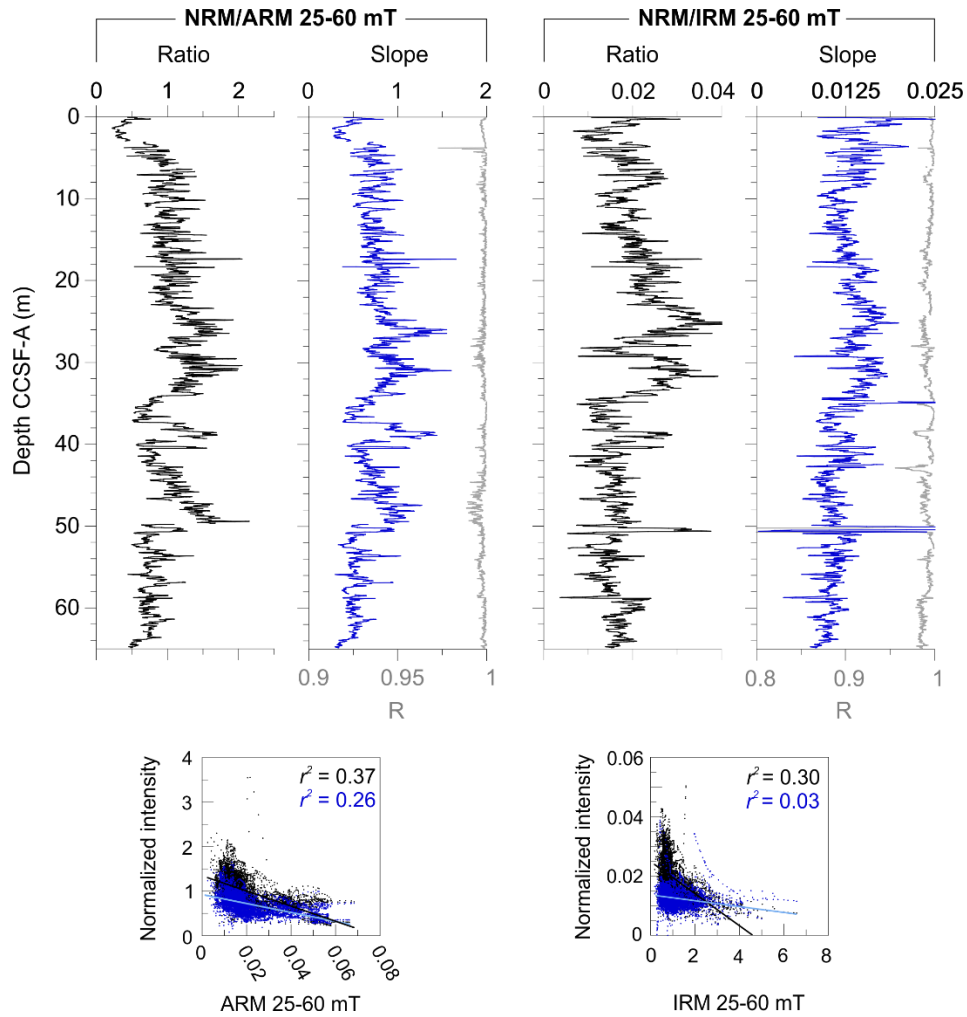 NRM/ARM 25-60 mT
NRM/IRM 25-60 mT
Ratio
Slope
Ratio
Slope
0 1 2
0 1 2
0 0.02 0.04
0 0.0125 0.025
0
10
20
30
40
50
60
Depth CCSF-A (m)
0.9 0.95 1
R
0.8 0.9 1
R
4
3
2
1
0
Normalized intensity
r² = 0.37
r² = 0.26
0 0.02 0.04 0.06 0.08
ARM 25-60 mT
0.06
0.04
0.02
0
Normalized intensity
r² = 0.30
r² = 0.03
0 2 4 6 8
IRM 25-60 mT